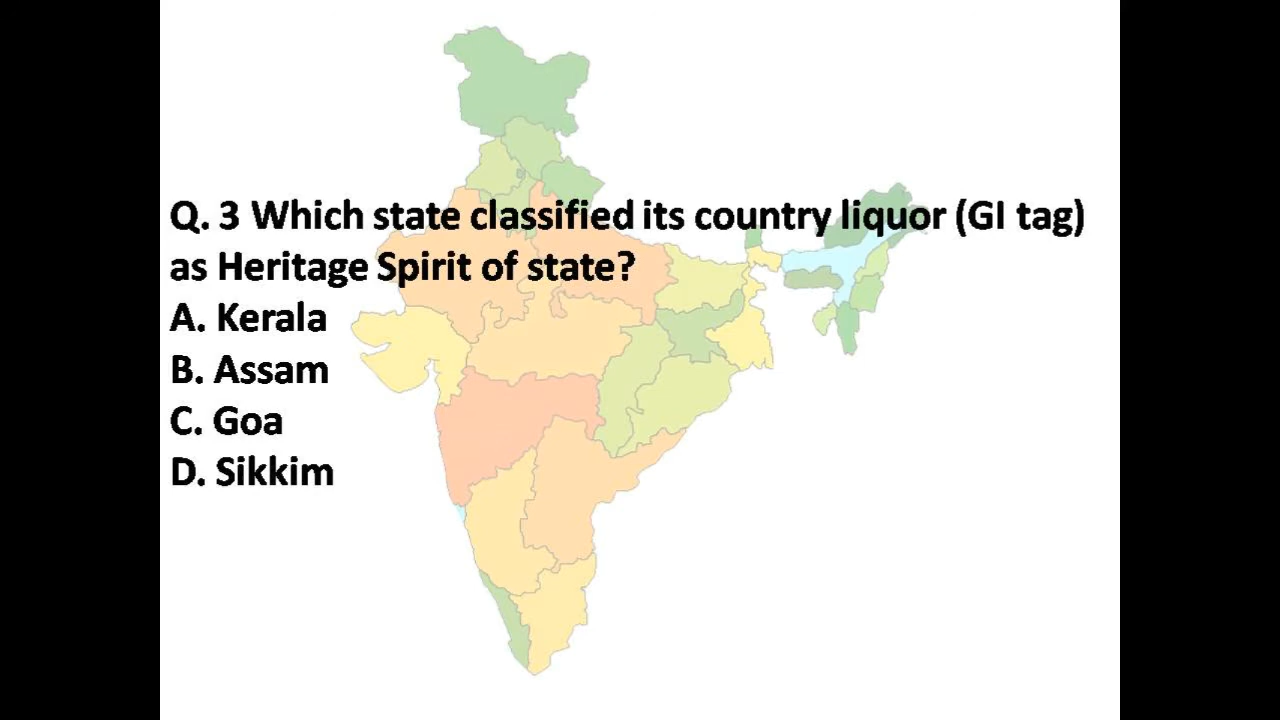 Q. 3 Which state classified its country liquor (GI tag)
as Heritage Spirit of state?
A. Kerala
B. Assam
C. Goa
D. Sikkim